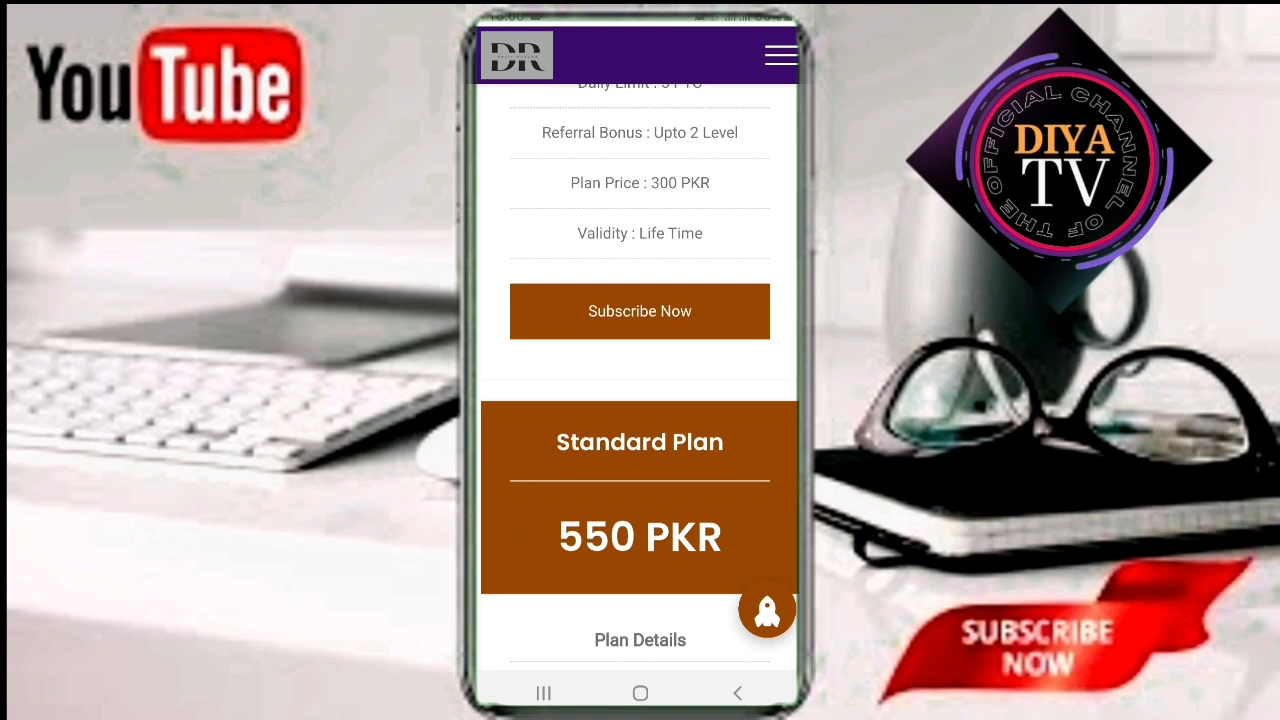 YouTube
DR
Referral Bonus : Upto 2 Level
Plan Price : 300 PKR
Validity : Life Time
Subscribe Now
Standard Plan
550 PKR
Plan Details
THE OFFICIAL CHANNEL OF
DIYA
TV
SUBSCRIBE
NOW